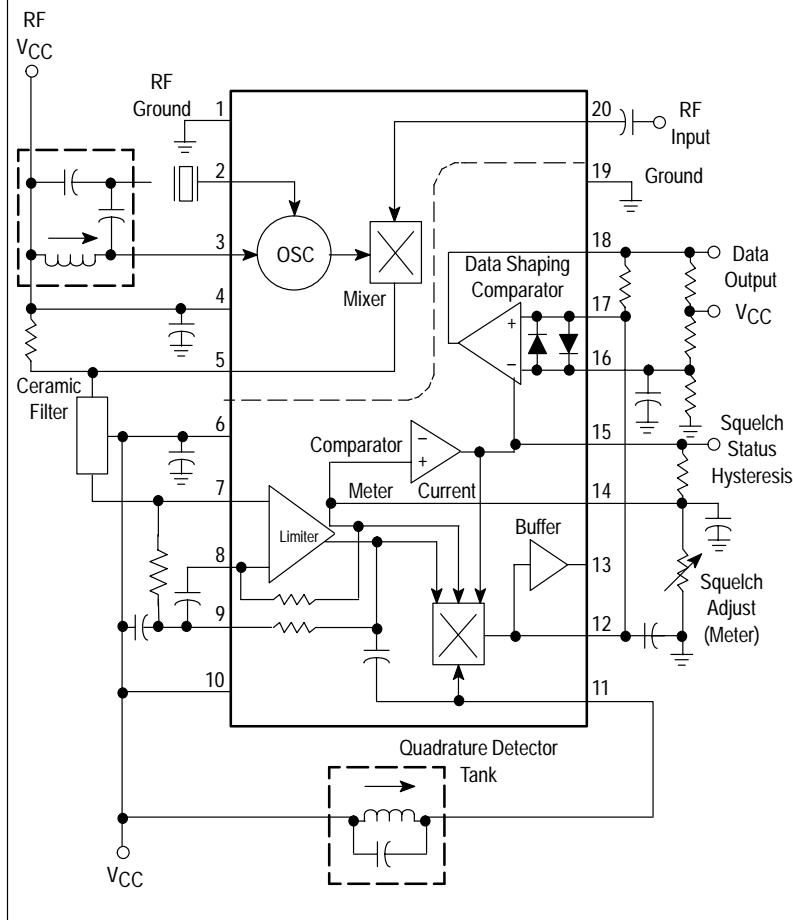 RF
VCC
RF
Ground
1
2
3
4
5
6
7
8
9
10
20
RF
Input
19
Ground
18
Data
Output
17
VCC
16
15
Squelch
Status
Hysteresis
14
13
12
Squelch
Adjust
(Meter)
11
OSC
Mixer
Data Shaping
Comparator
+
−
Ceramic
Filter
Comparator
−
+
Meter Current
Limiter
Buffer
Quadrature Detector
Tank
VCC